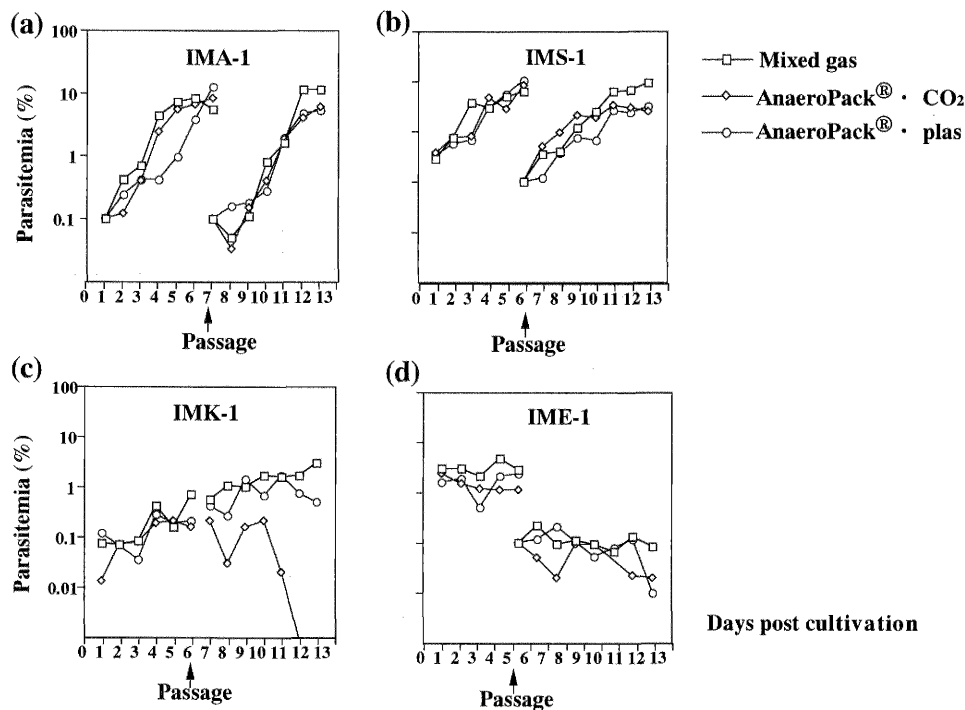 (a)
IMA-1
Parasitemia (%)
100
10
1
0.1
0 1 2 3 4 5 6 7 8 9 10 11 12 13
Passage
(b)
IMS-1
0 1 2 3 4 5 6 7 8 9 10 11 12 13
Passage
Mixed gas
AnaeroPack® · CO2
AnaeroPack® · plas
(c)
IMK-1
Parasitemia (%)
100
10
1
0.1
0.01
0 1 2 3 4 5 6 7 8 9 10 11 12 13
Passage
(d)
IME-1
0 1 2 3 4 5 6 7 8 9 10 11 12 13
Passage
Days post cultivation